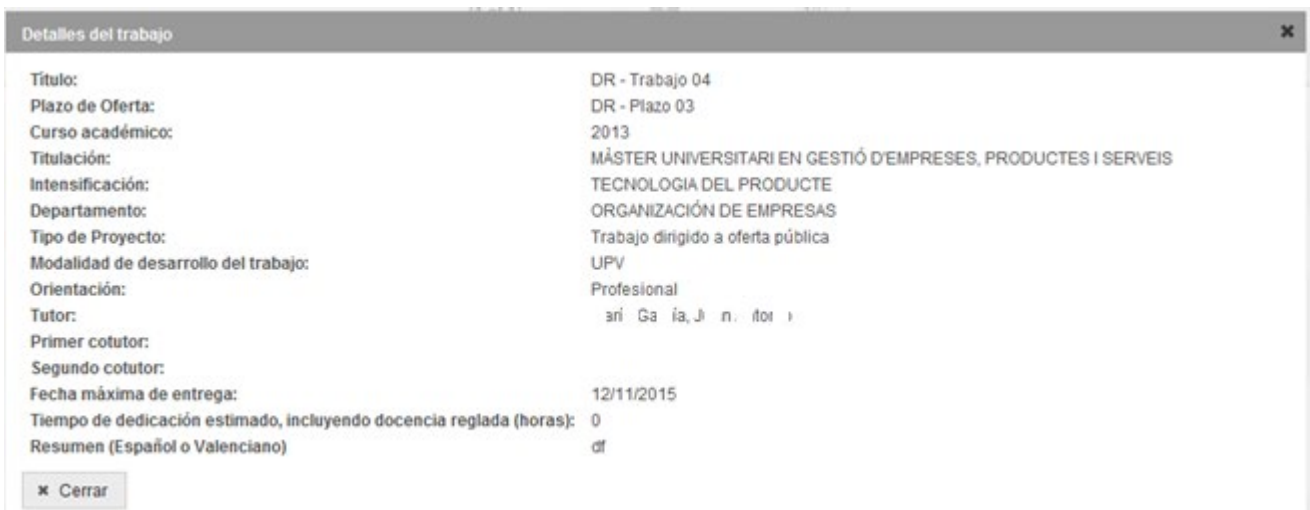 Detalles del trabajo
Título: DR - Trabajo 04
Plazo de Oferta: DR - Plazo 03
Curso académico: 2013
Titulación: MÀSTER UNIVERSITARI EN GESTIÓ D'EMPRESES, PRODUCTES I SERVEIS
Intensificación: TECNOLOGIA DEL PRODUCTE
Departamento: ORGANIZACIÓN DE EMPRESAS
Tipo de Proyecto: Trabajo dirigido a oferta pública
Modalidad de desarrollo del trabajo: UPV
Orientación: Profesional
Tutor:
Primer cotutor:
Segundo cotutor:
Fecha máxima de entrega: 12/11/2015
Tiempo de dedicación estimado, incluyendo docencia reglada (horas): 0
Resumen (Español o Valenciano) df
Cerrar